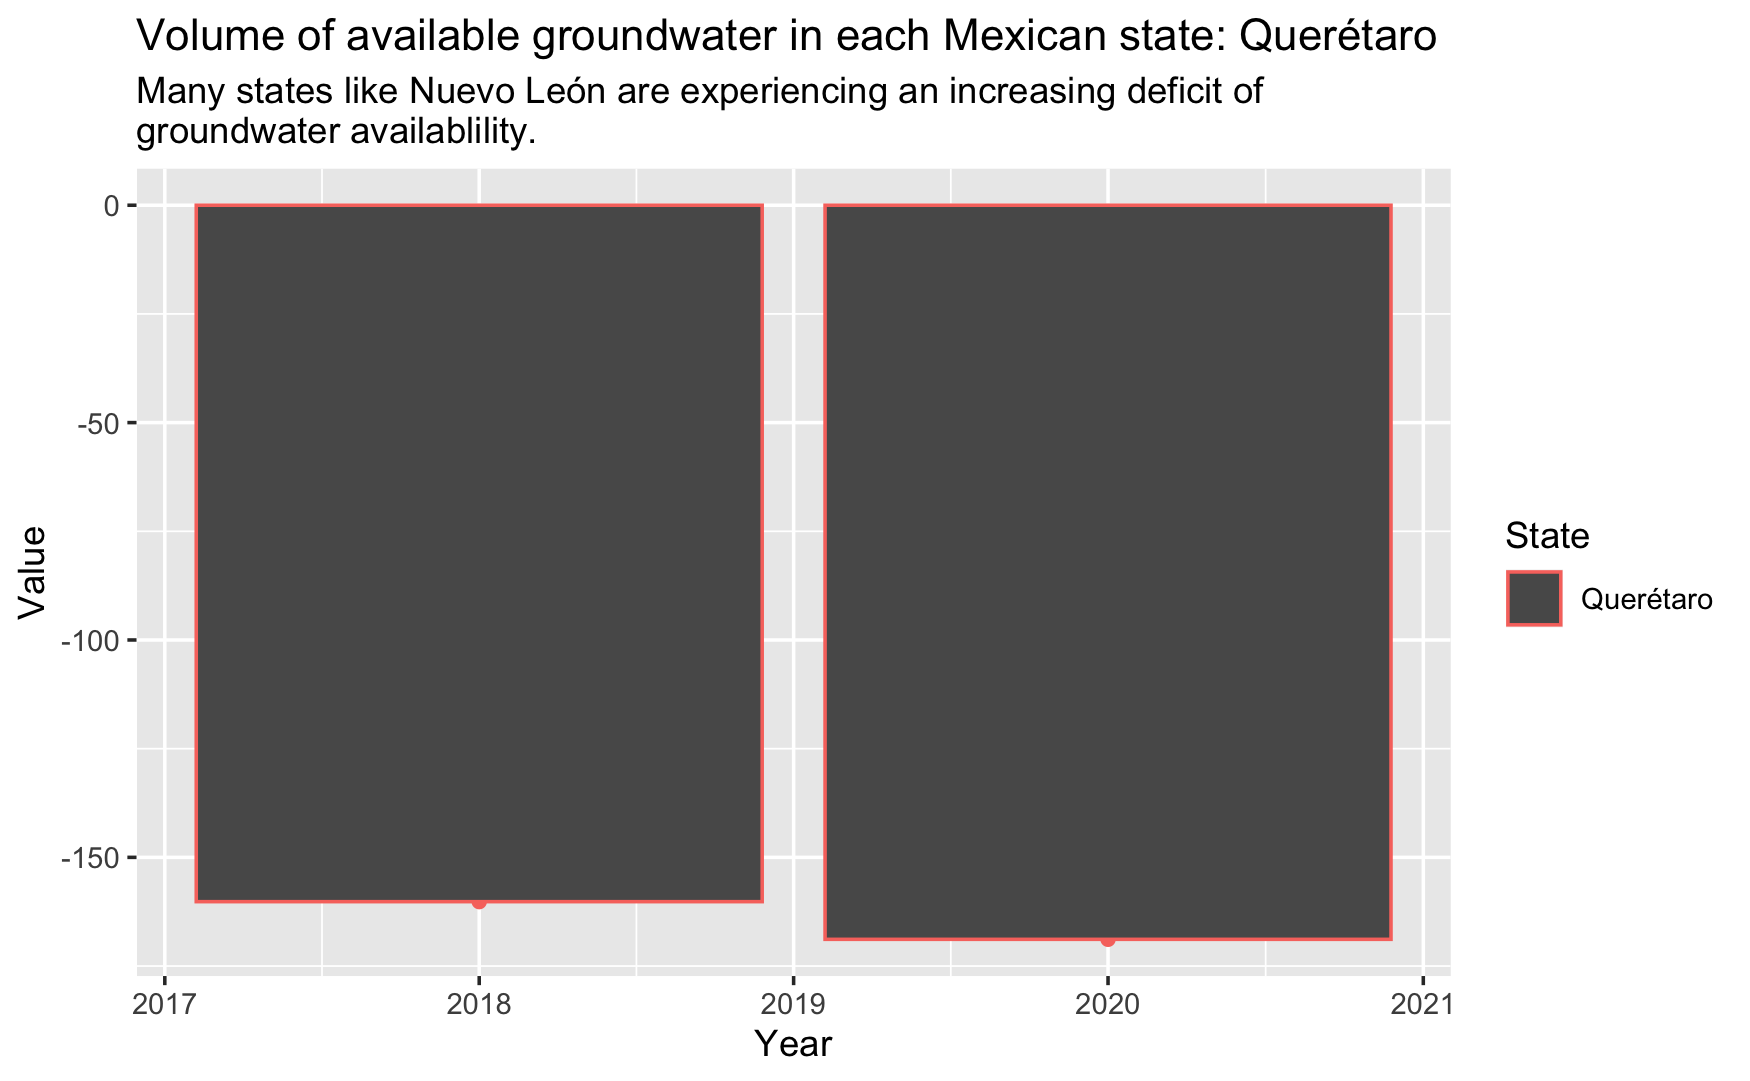 Volume of available groundwater in each Mexican state: Querétaro
Many states like Nuevo León are experiencing an increasing deficit of
groundwater availablility.
0
-50
-100
-150
Value
2017
2018
2019
2020
2021
Year
State
Querétaro